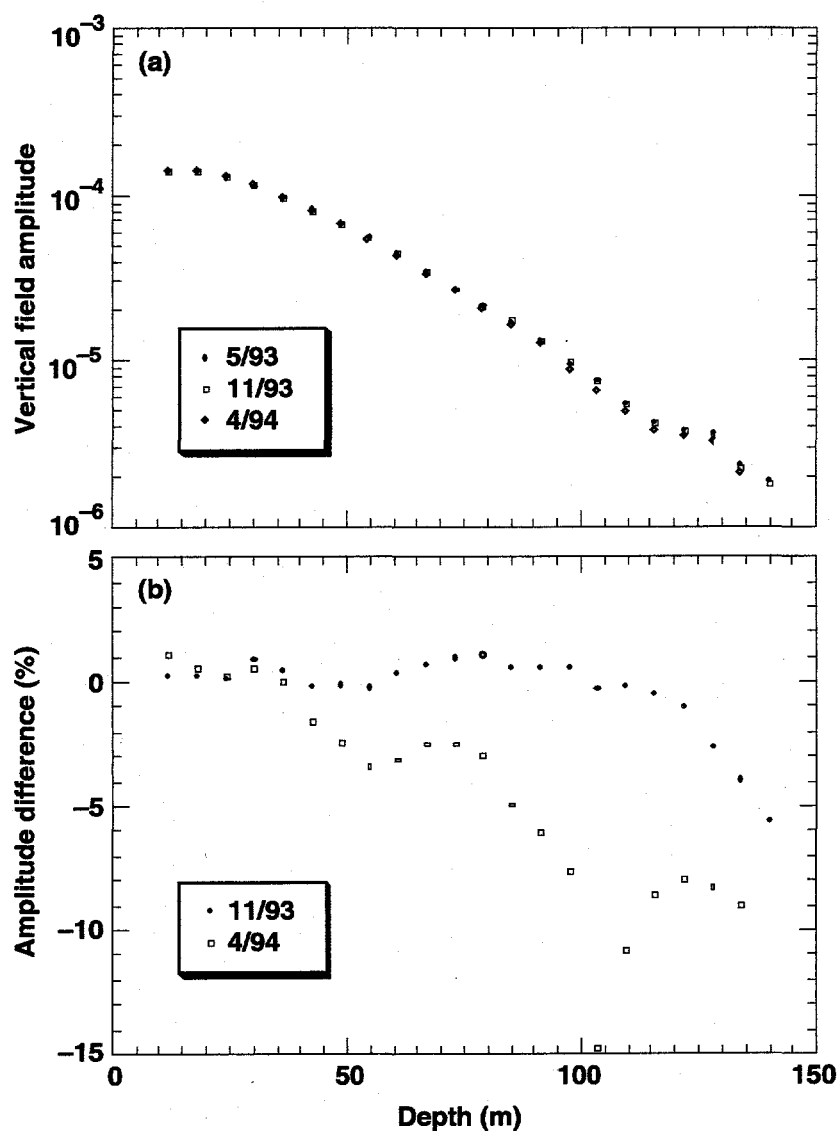 10⁻³
(a)
Vertical field amplitude
10⁻⁴
10⁻⁵
10⁻⁶
5/93
11/93
4/94
5
(b)
Amplitude difference (%)
0
−5
−10
−15
11/93
4/94
0 50 100 150
Depth (m)